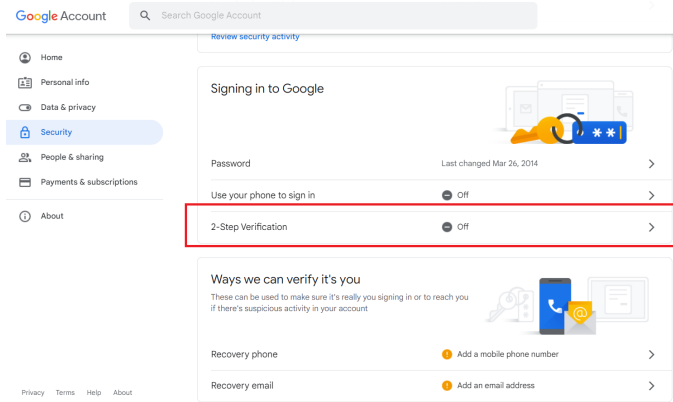 Google Account
Search Google Account
Review security activity
Home
Personal info
Data & privacy
Security
People & sharing
Payments & subscriptions
About
Signing in to Google
Password Last changed Mar 26, 2014
Use your phone to sign in Off
2-Step Verification Off
Ways we can verify it's you
These can be used to make sure it's really you signing in or to reach you
if there's suspicious activity in your account
Recovery phone ! Add a mobile phone number
Recovery email ! Add an email address
Privacy Terms Help About